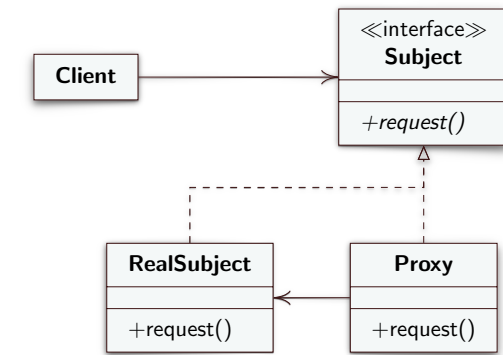 ≪interface≫
Subject
Client
+request()
RealSubject
Proxy
+request()
+request()